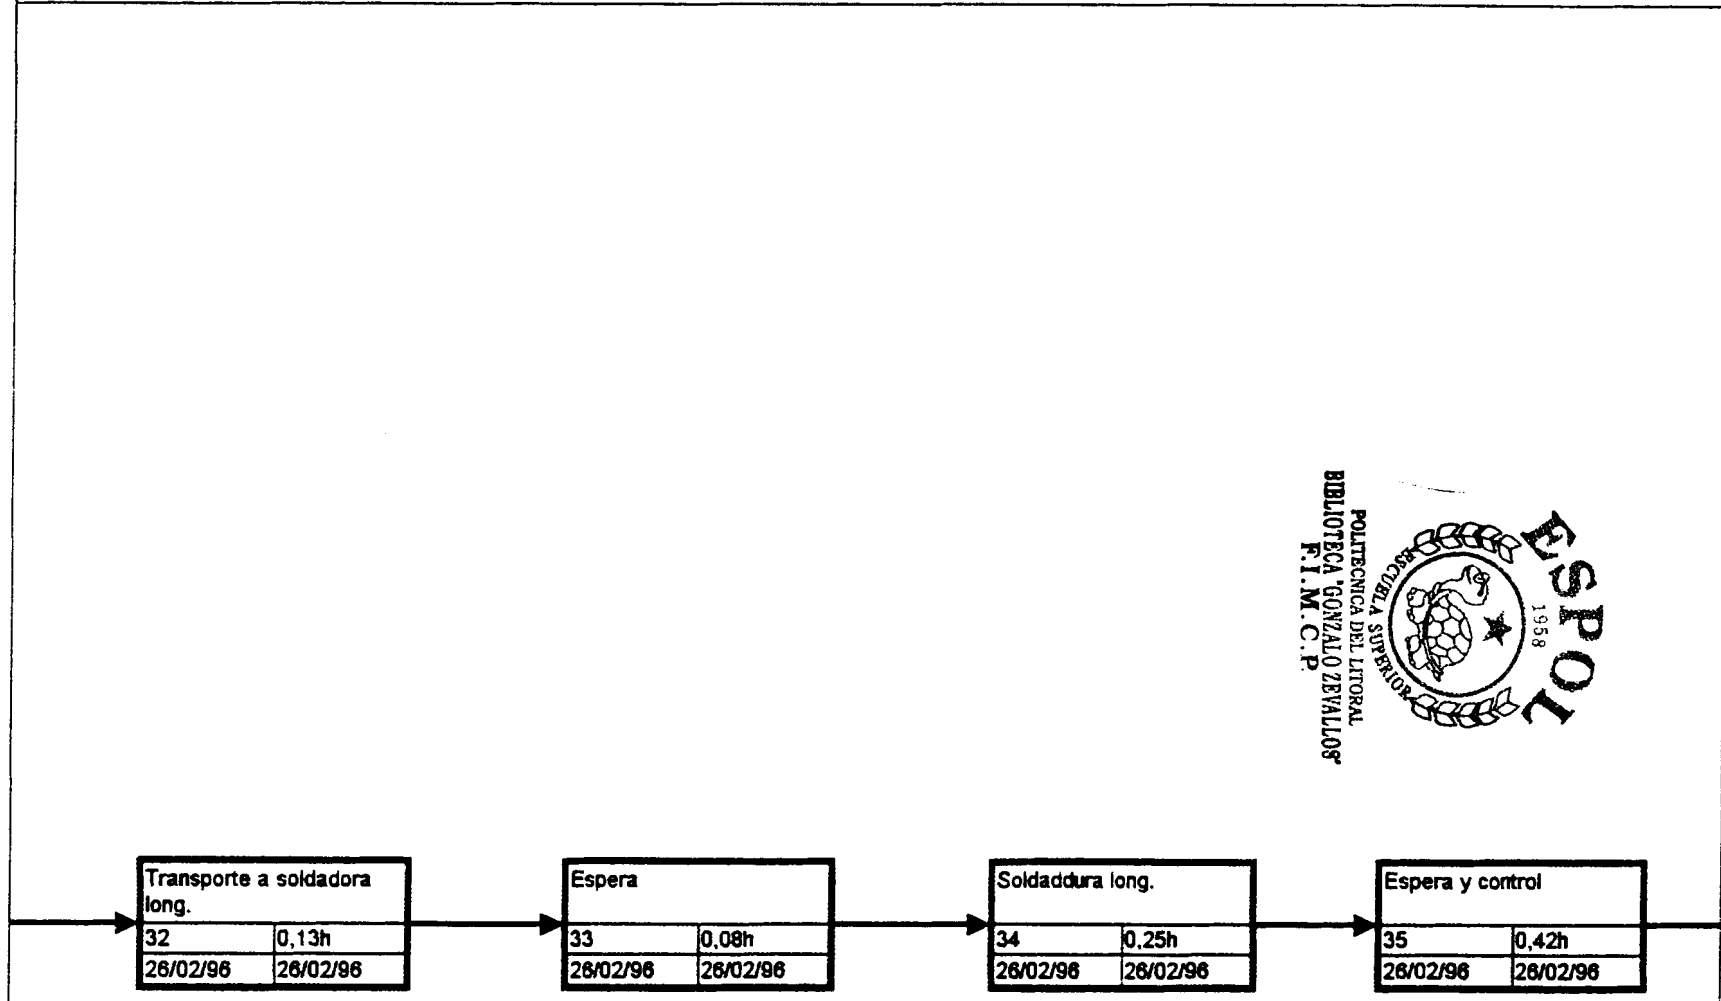 ESPOL
1958
ESCUELA SUPERIOR
POLITECNICA DEL LITORAL
BIBLIOTECA "GONZALO ZEVALLOS"
F.I.M.C.P.
Transporte a soldadora
long.
32 0,13h
26/02/96 26/02/96
Espera
33 0,08h
26/02/96 26/02/96
Soldaddura long.
34 0,25h
26/02/96 26/02/96
Espera y control
35 0,42h
26/02/96 26/02/96